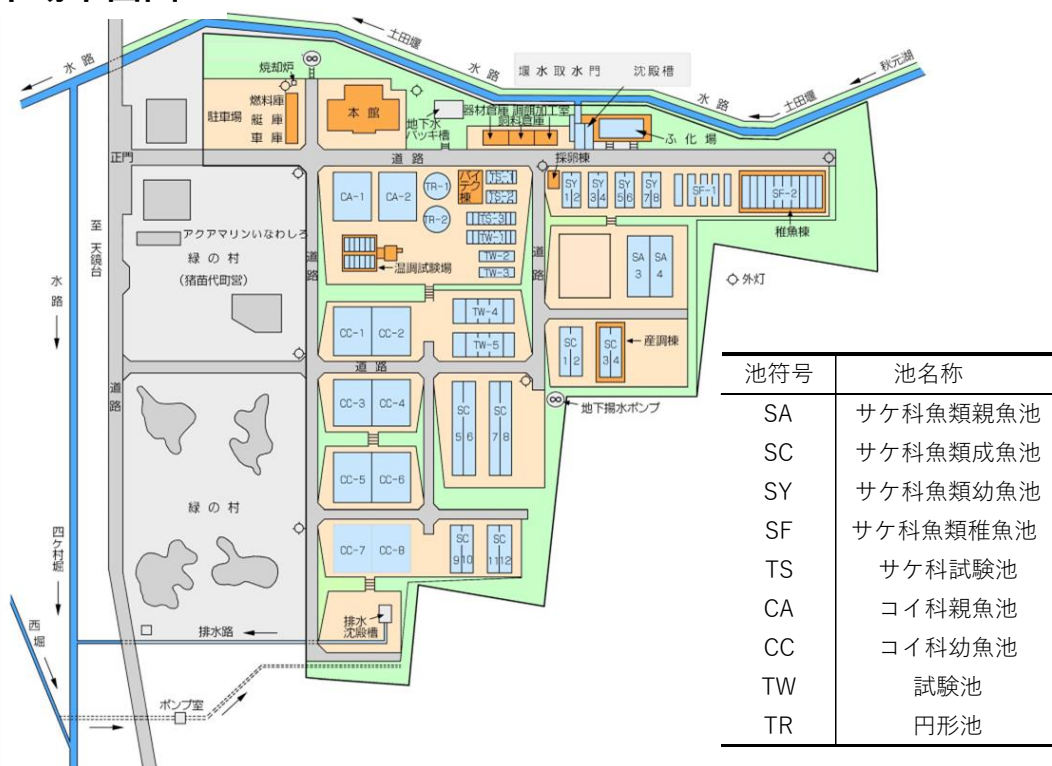 土田堰
水路
焼却炉
堰水取水門 沈殿槽
秋元湖
水路
燃料庫
駐車場 艇庫
車庫
本館
地下水
バッキ槽
器材倉庫 調餌加工室
飼料倉庫
水路
土田堰
ふ化場
正門
道路
採卵棟
CA-1
CA-2
TR-1
TR-2
バイテク棟
TS-1
TS-2
TS-3
TW-1
TW-2
TW-3
SY
1 2
SY
3 4
SY
5 6
SY
7 8
SF-1
SF-2
稚魚棟
至 天鏡台
アクアマリンいなわしろ
緑の村
(猪苗代町営)
道路
湿調試験場
道路
SA
3
SA
4
外灯
水路
CC-1
CC-2
TW-4
TW-5
SC
1 2
SC
3 4
産調棟
道路
道路
CC-3
CC-4
SC
5 6
SC
7 8
地下揚水ポンプ
CC-5
CC-6
緑の村
四ケ村堀
CC-7
CC-8
SC
9 10
SC
11 12
西堀
排水路
排水
沈殿槽
ポンプ室
池符号 池名称
SA サケ科魚類親魚池
SC サケ科魚類成魚池
SY サケ科魚類幼魚池
SF サケ科魚類稚魚池
TS サケ科試験池
CA コイ科親魚池
CC コイ科幼魚池
TW 試験池
TR 円形池